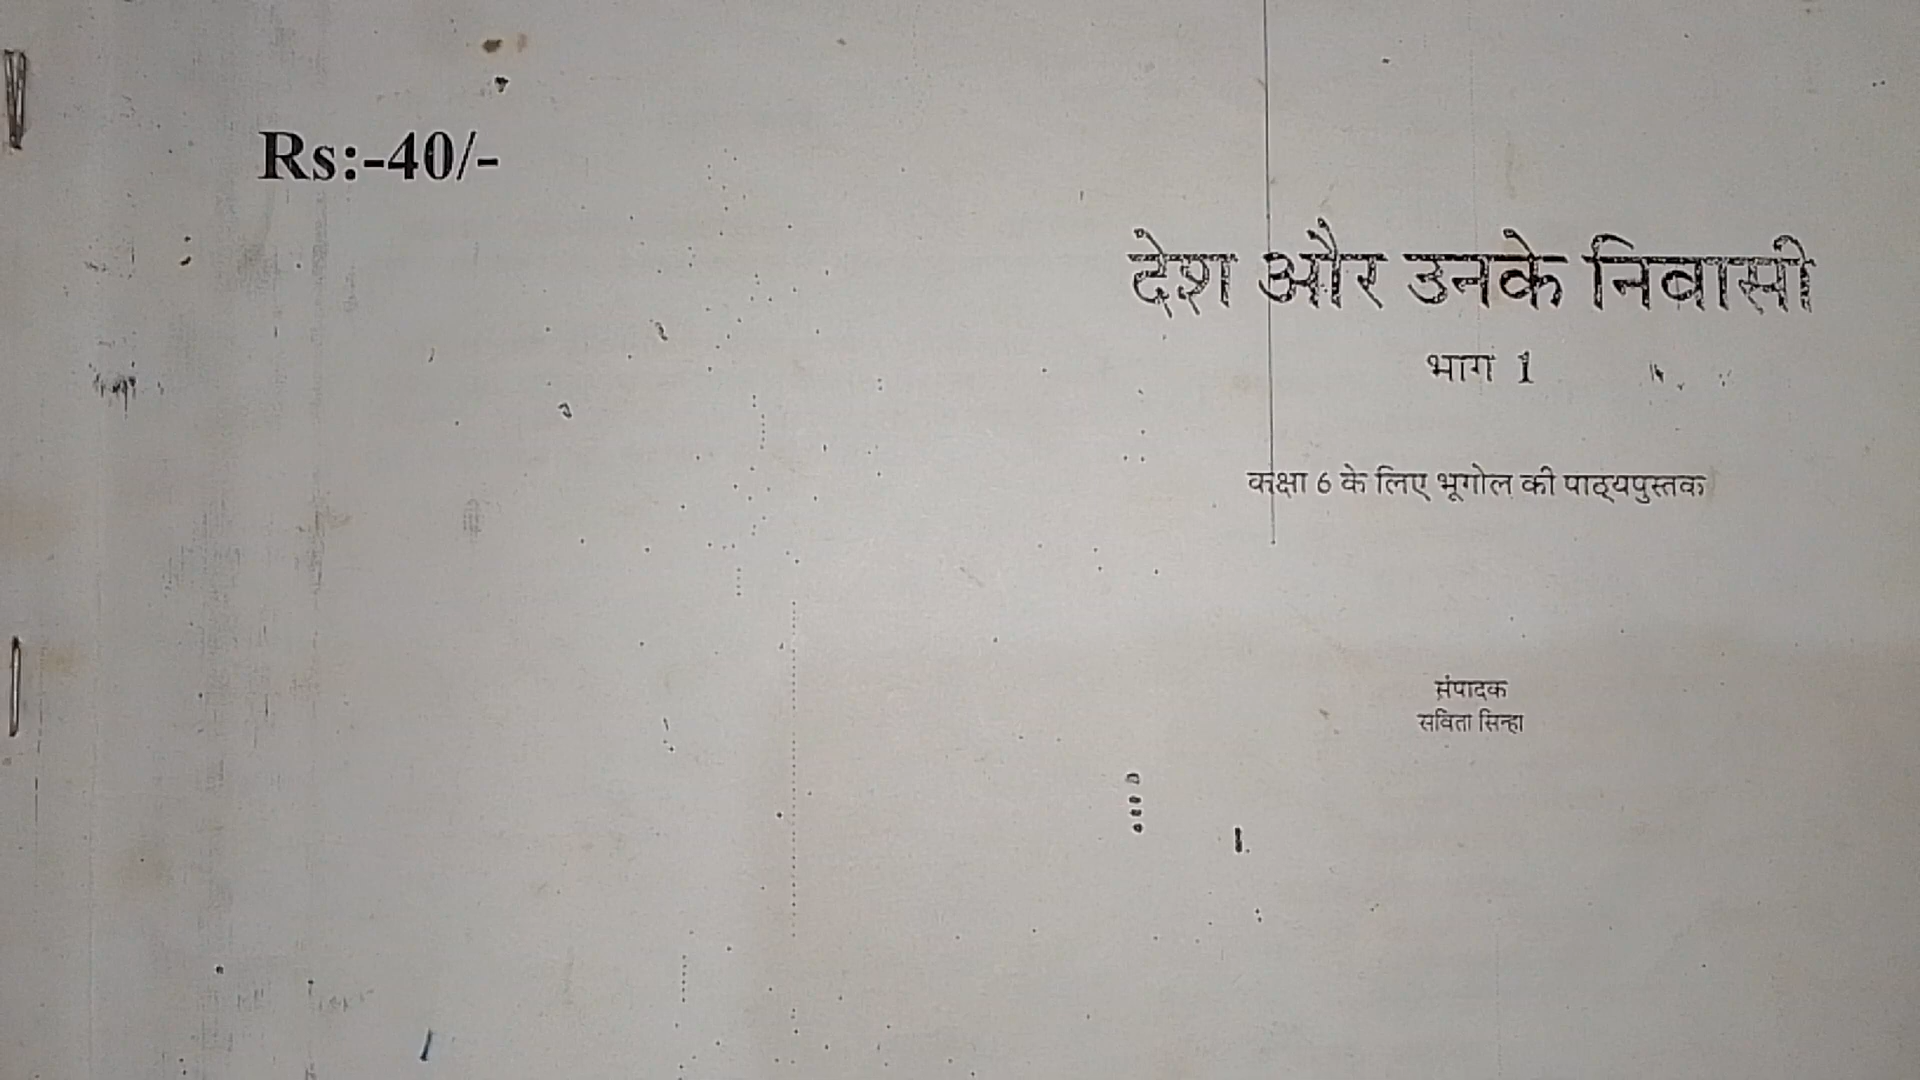 Rs:-40/-
देश और उनके निवासी
भाग 1
कक्षा 6 के लिए भूगोल की पाठ्यपुस्तक
संपादक
सविता सिन्हा